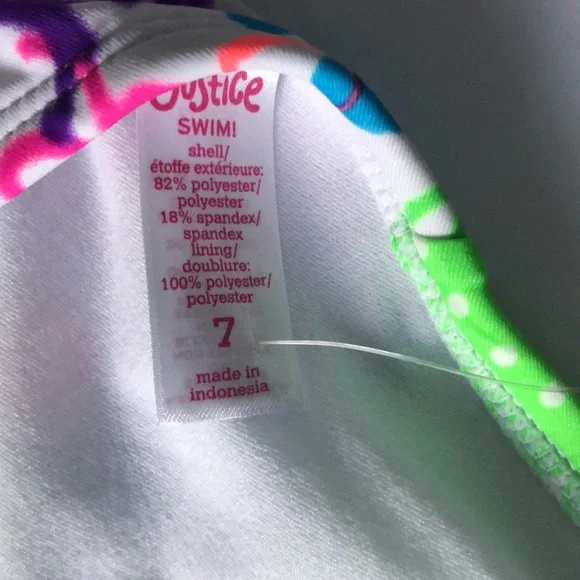 Justice
SWIM!
shell/
étoffe extérieure:
82% polyester/
polyester
18% spandex/
spandex
lining/
doublure:
100% polyester/
polyester
7
made in
indonesia